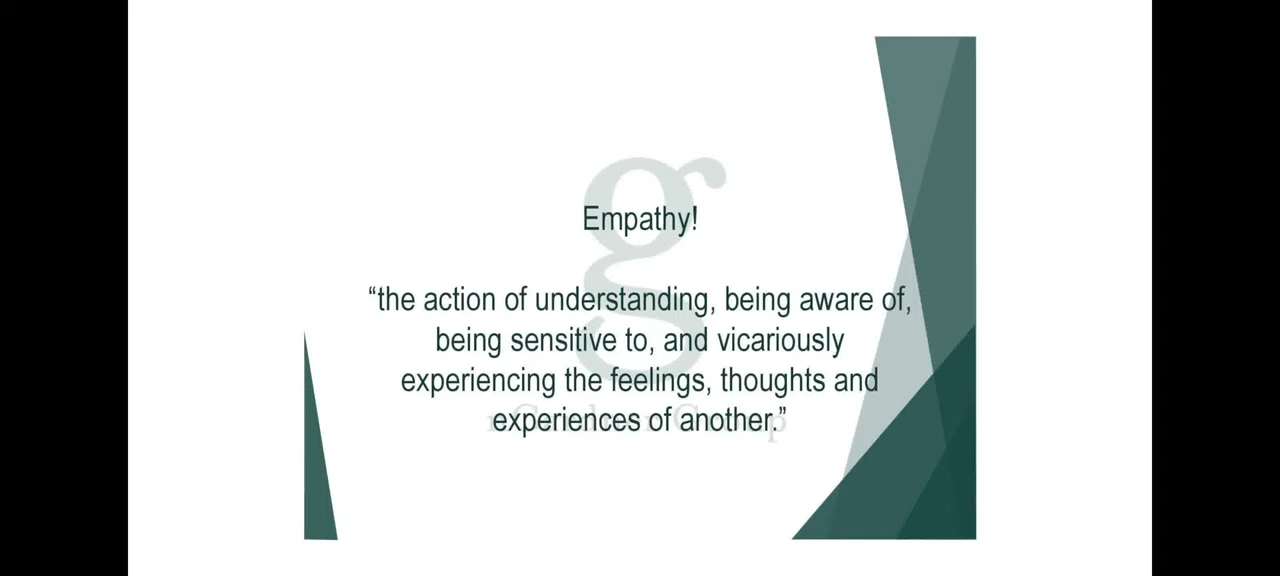 Empathy!
“the action of understanding, being aware of,
being sensitive to, and vicariously
experiencing the feelings, thoughts and
experiences of another.”
g